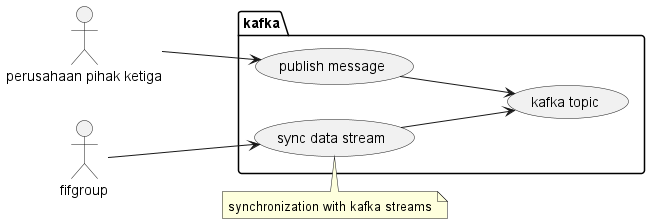 kafka
perusahaan pihak ketiga
publish message
kafka topic
sync data stream
fifgroup
synchronization with kafka streams